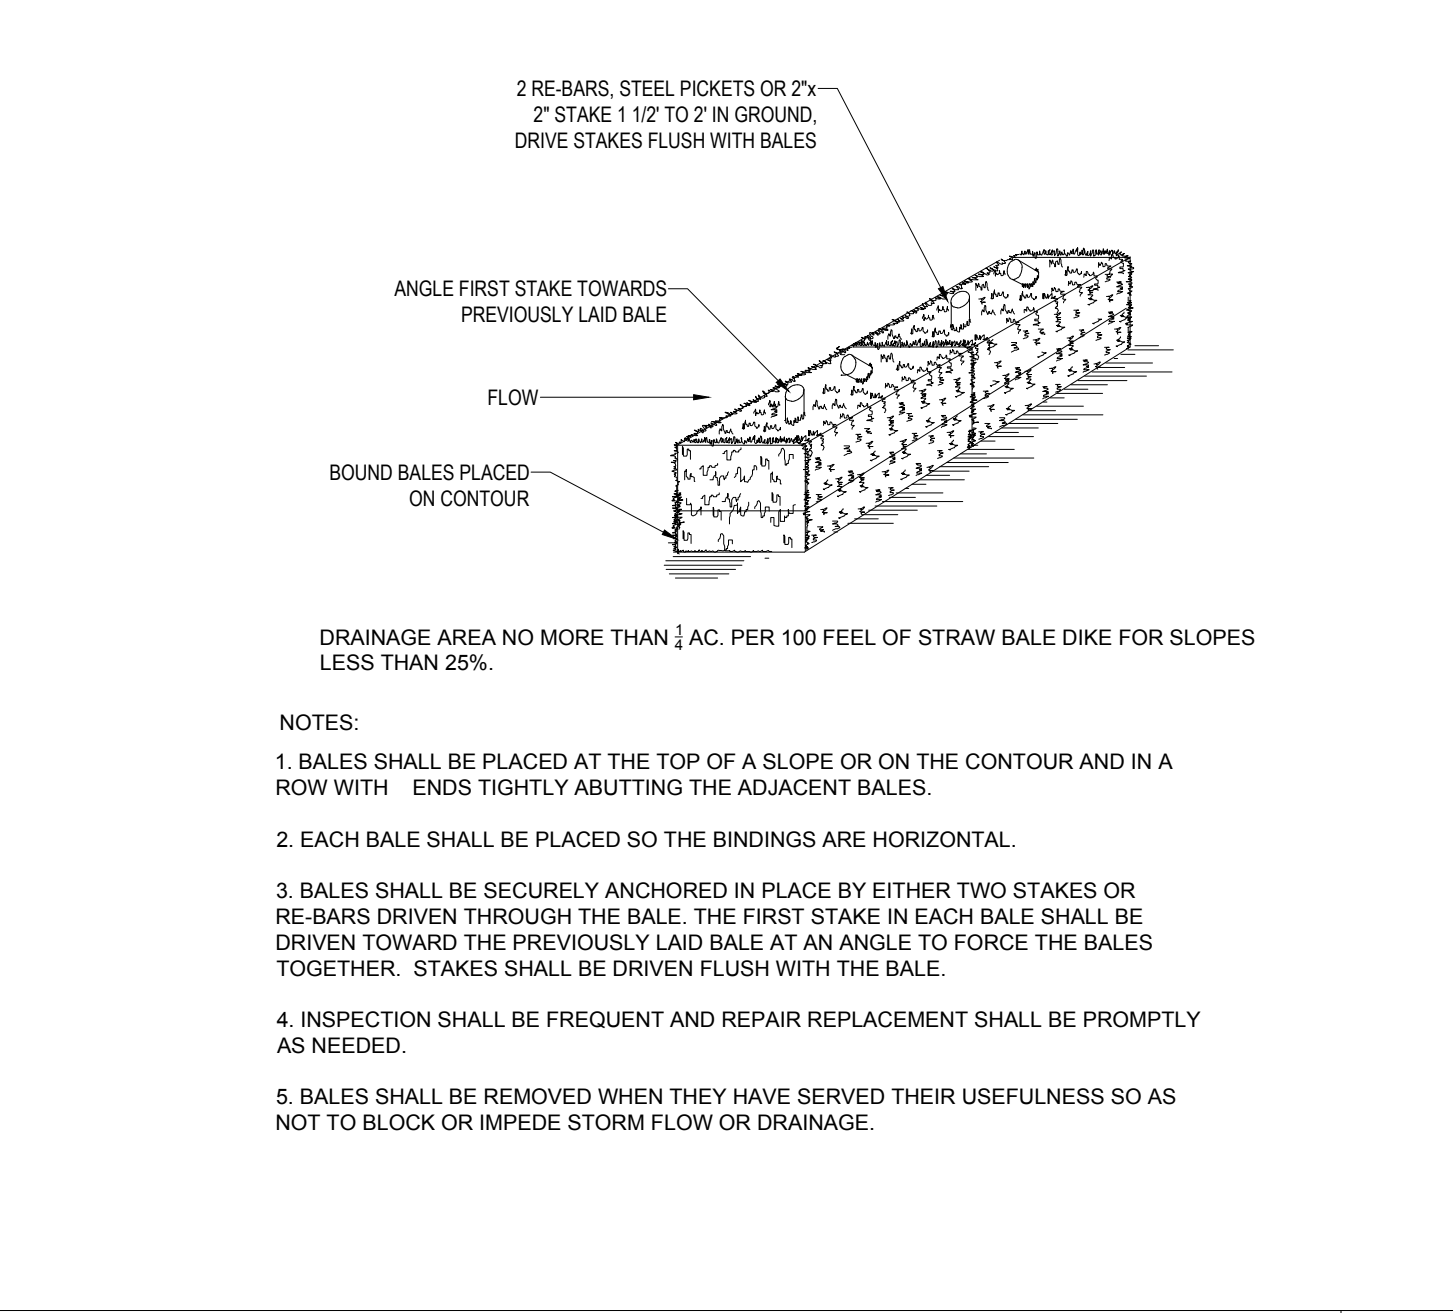 2 RE-BARS, STEEL PICKETS OR 2"x
2" STAKE 1 1/2' TO 2' IN GROUND,
DRIVE STAKES FLUSH WITH BALES
ANGLE FIRST STAKE TOWARDS
PREVIOUSLY LAID BALE
FLOW
BOUND BALES PLACED
ON CONTOUR
DRAINAGE AREA NO MORE THAN 1/4 AC. PER 100 FEEL OF STRAW BALE DIKE FOR SLOPES
LESS THAN 25%.
NOTES:
1. BALES SHALL BE PLACED AT THE TOP OF A SLOPE OR ON THE CONTOUR AND IN A
ROW WITH    ENDS TIGHTLY ABUTTING THE ADJACENT BALES.
2. EACH BALE SHALL BE PLACED SO THE BINDINGS ARE HORIZONTAL.
3. BALES SHALL BE SECURELY ANCHORED IN PLACE BY EITHER TWO STAKES OR
RE-BARS DRIVEN THROUGH THE BALE. THE FIRST STAKE IN EACH BALE SHALL BE
DRIVEN TOWARD THE PREVIOUSLY LAID BALE AT AN ANGLE TO FORCE THE BALES
TOGETHER.  STAKES SHALL BE DRIVEN FLUSH WITH THE BALE.
4. INSPECTION SHALL BE FREQUENT AND REPAIR REPLACEMENT SHALL BE PROMPTLY
AS NEEDED.
5. BALES SHALL BE REMOVED WHEN THEY HAVE SERVED THEIR USEFULNESS SO AS
NOT TO BLOCK OR IMPEDE STORM FLOW OR DRAINAGE.